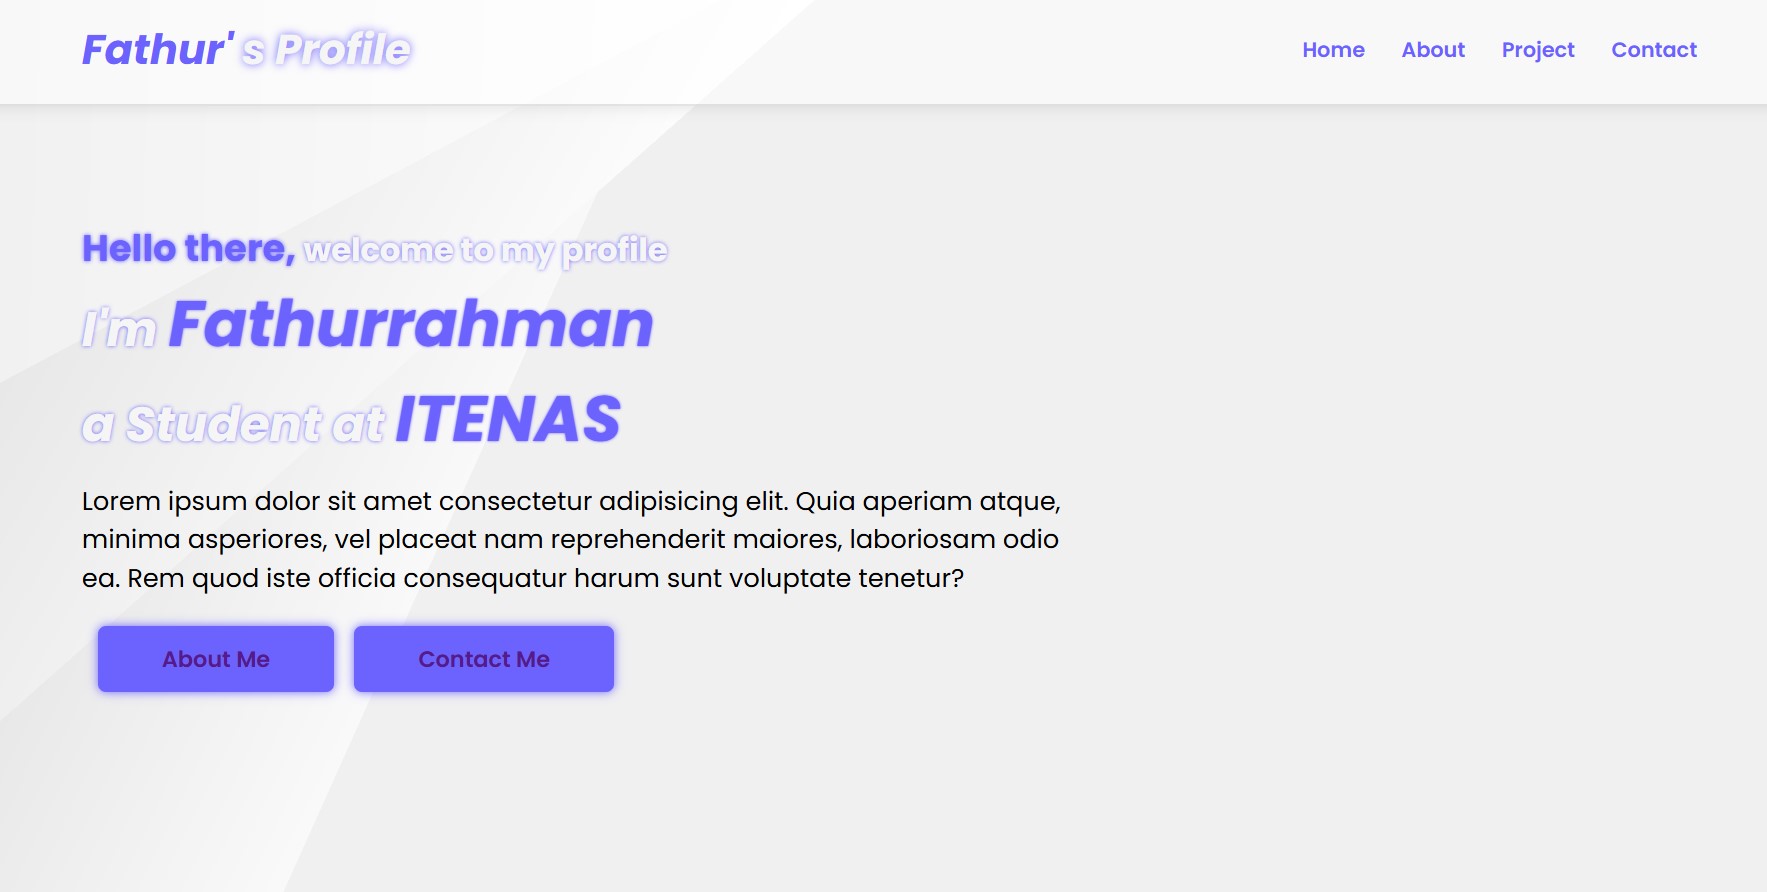 Fathur' s Profile
Home About Project Contact
Hello there, welcome to my profile
I'm Fathurrahman
a Student at ITENAS
Lorem ipsum dolor sit amet consectetur adipisicing elit. Quia aperiam atque,
minima asperiores, vel placeat nam reprehenderit maiores, laboriosam odio
ea. Rem quod iste officia consequatur harum sunt voluptate tenetur?
About Me Contact Me